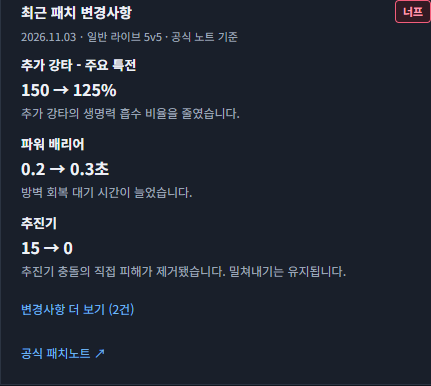 최근 패치 변경사항
너프
2026.11.03 · 일반 라이브 5v5 · 공식 노트 기준
추가 강타 - 주요 특전
150 → 125%
추가 강타의 생명력 흡수 비율을 줄였습니다.
파워 배리어
0.2 → 0.3초
방벽 회복 대기 시간이 늘었습니다.
추진기
15 → 0
추진기 충돌의 직접 피해가 제거됐습니다. 밀쳐내기는 유지됩니다.
변경사항 더 보기 (2건)
공식 패치노트 ↗